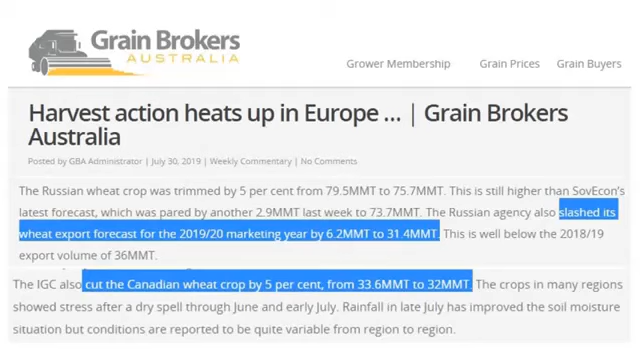 Grain Brokers
AUSTRALIA
Grower Membership Grain Prices Grain Buyers
Harvest action heats up in Europe ... | Grain Brokers
Australia
Posted by GBA Administrator | July 30, 2019 | Weekly Commentary | No Comments
The Russian wheat crop was trimmed by 5 per cent from 79.5MMT to 75.7MMT. This is still higher than SovEcon's
latest forecast, which was pared by another 2.9MMT last week to 73.7MMT. The Russian agency also slashed its
wheat export forecast for the 2019/20 marketing year by 6.2MMT to 31.4MMT. This is well below the 2018/19
export volume of 36MMT.
The IGC also cut the Canadian wheat crop by 5 per cent, from 33.6MMT to 32MMT. The crops in many regions
showed stress after a dry spell through June and early July. Rainfall in late July has improved the soil moisture
situation but conditions are reported to be quite variable from region to region.